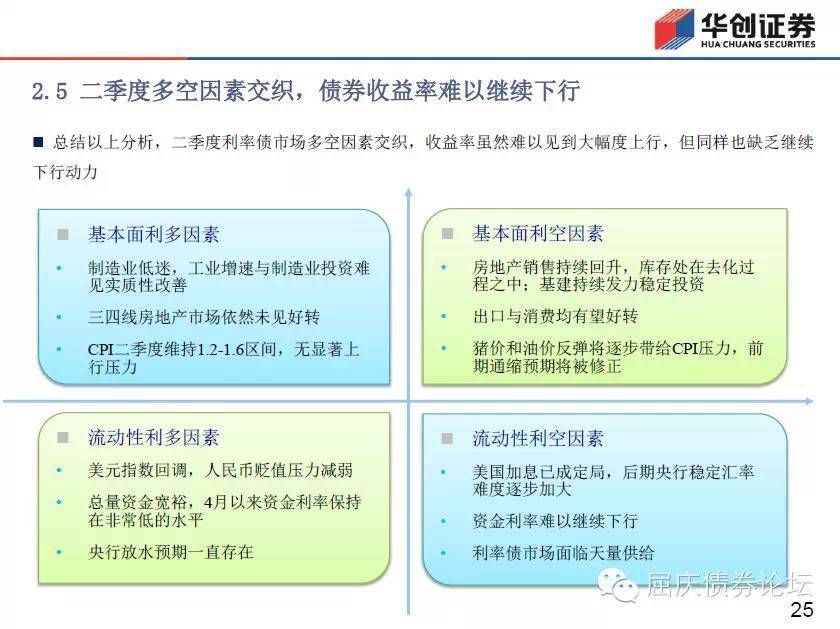 华创证券
HUA CHUANG SECURITIES
2.5 二季度多空因素交织，债券收益率难以继续下行
总结以上分析，二季度利率债市场多空因素交织，收益率虽然难以见到大幅度上行，但同样也缺乏继续
下行动力
基本面利多因素
制造业低迷，工业增速与制造业投资难
见实质性改善
三四线房地产市场依然未见好转
CPI二季度维持1.2-1.6区间，无显著上
行压力
基本面利空因素
房地产销售持续回升，库存处在去化过
程之中；基建持续发力稳定投资
出口与消费均有望好转
猪价和油价反弹将逐步带给CPI压力，前
期通缩预期将被修正
流动性利多因素
美元指数回调，人民币贬值压力减弱
总量资金宽裕，4月以来资金利率保持
在非常低的水平
央行放水预期一直存在
流动性利空因素
美国加息已成定局，后期央行稳定汇率
难度逐步加大
资金利率难以继续下行
利率债市场面临天量供给
屈庆债券论坛
25